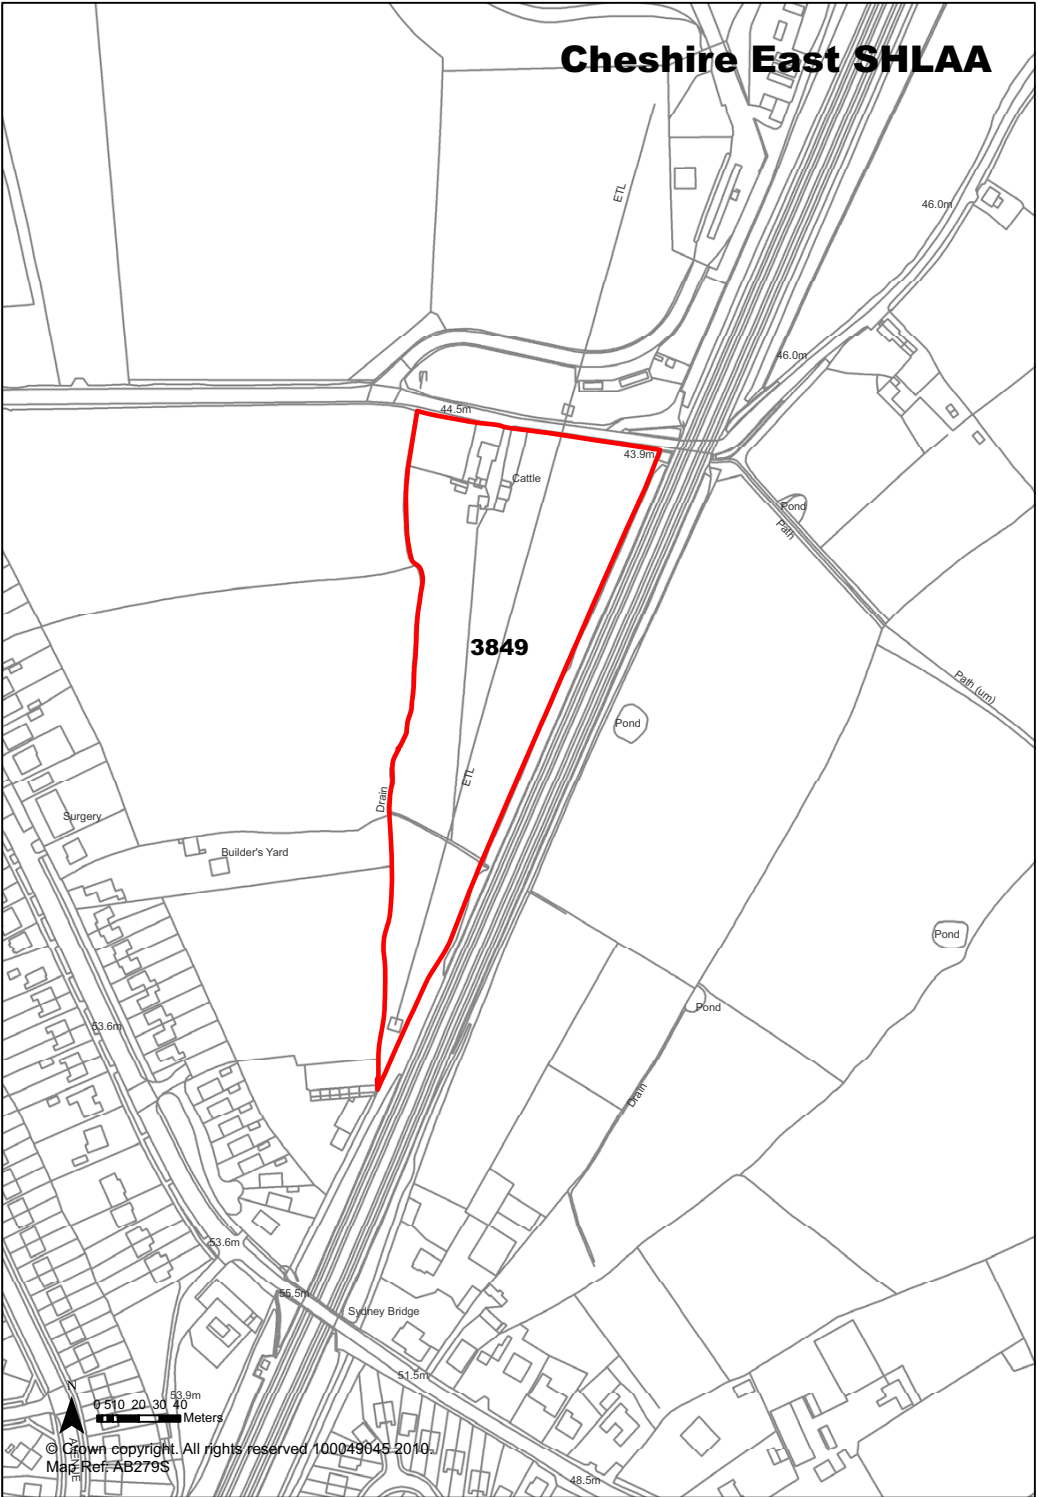 Cheshire East SHLAA
ETL
46.0m
46.0m
44.5m
43.9m
Cattle
Pond
Path
3849
Path (um)
Pond
ETL
Drain
Surgery
Builder's Yard
Pond
Pond
53.6m
Drain
53.6m
55.5m
Sydney Bridge
51.5m
N
53.9m
0 510 20 30 40
Meters
© Crown copyright. All rights reserved 100049045 2010.
Map Ref: AB279S
48.5m